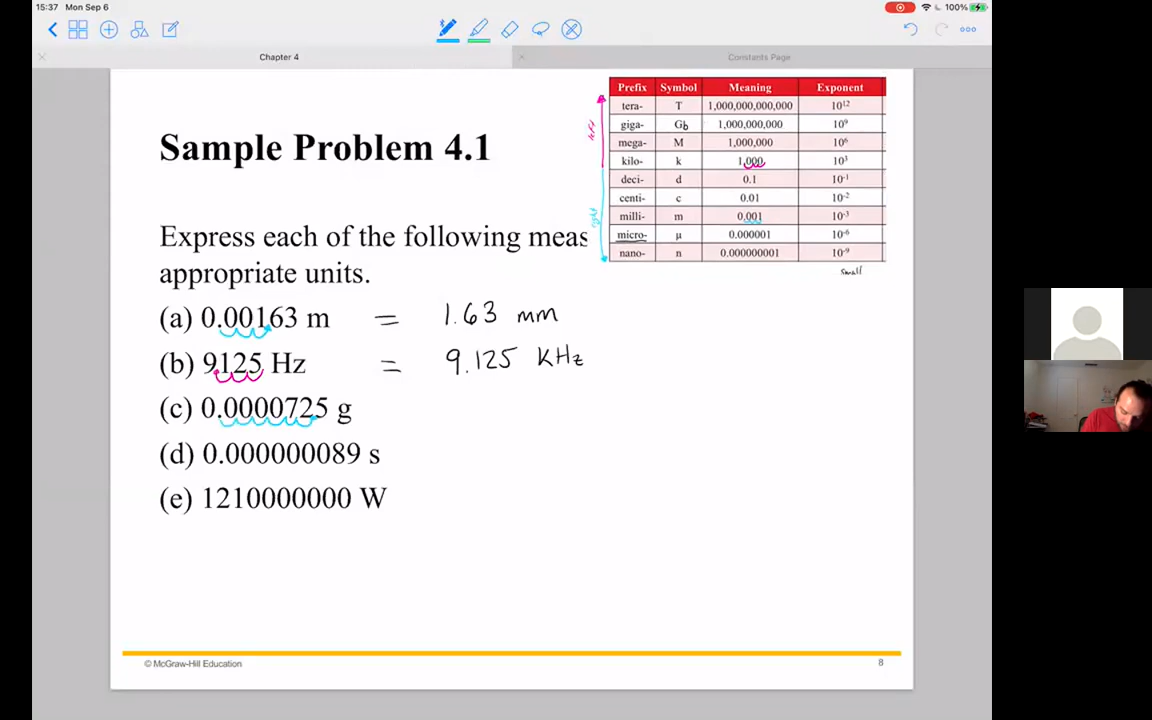 15:37 Mon Sep 6
100%
Chapter 4
Constants Page
Sample Problem 4.1
Express each of the following meas
appropriate units.
(a) 0.00163 m = 1.63 mm
(b) 9125 Hz = 9.125 KHz
(c) 0.0000725 g
(d) 0.000000089 s
(e) 1210000000 W
Prefix Symbol Meaning Exponent
tera- T 1,000,000,000,000 10¹²
giga- Gb 1,000,000,000 10⁹
mega- M 1,000,000 10⁶
kilo- k 1,000 10³
deci- d 0.1 10⁻¹
centi- c 0.01 10⁻²
milli- m 0.001 10⁻³
micro- μ 0.000001 10⁻⁶
nano- n 0.000000001 10⁻⁹
small
© McGraw-Hill Education
8